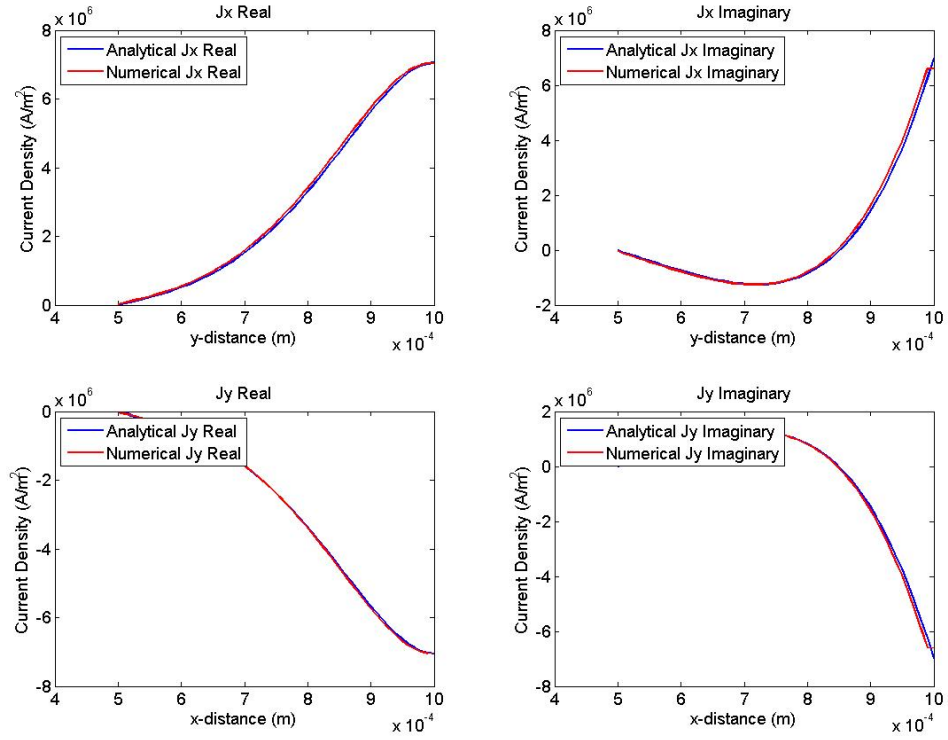 Jx Real
x 10^6
8
6
4
2
0
Current Density (A/m²)
Analytical Jx Real
Numerical Jx Real
4 5 6 7 8 9 10
y-distance (m)
x 10^-4
Jx Imaginary
x 10^6
8
6
4
2
0
-2
Current Density (A/m²)
Analytical Jx Imaginary
Numerical Jx Imaginary
4 5 6 7 8 9 10
y-distance (m)
x 10^-4
Jy Real
x 10^6
0
-2
-4
-6
-8
Current Density (A/m²)
Analytical Jy Real
Numerical Jy Real
4 5 6 7 8 9 10
x-distance (m)
x 10^-4
Jy Imaginary
x 10^6
2
0
-2
-4
-6
-8
Current Density (A/m²)
Analytical Jy Imaginary
Numerical Jy Imaginary
4 5 6 7 8 9 10
x-distance (m)
x 10^-4